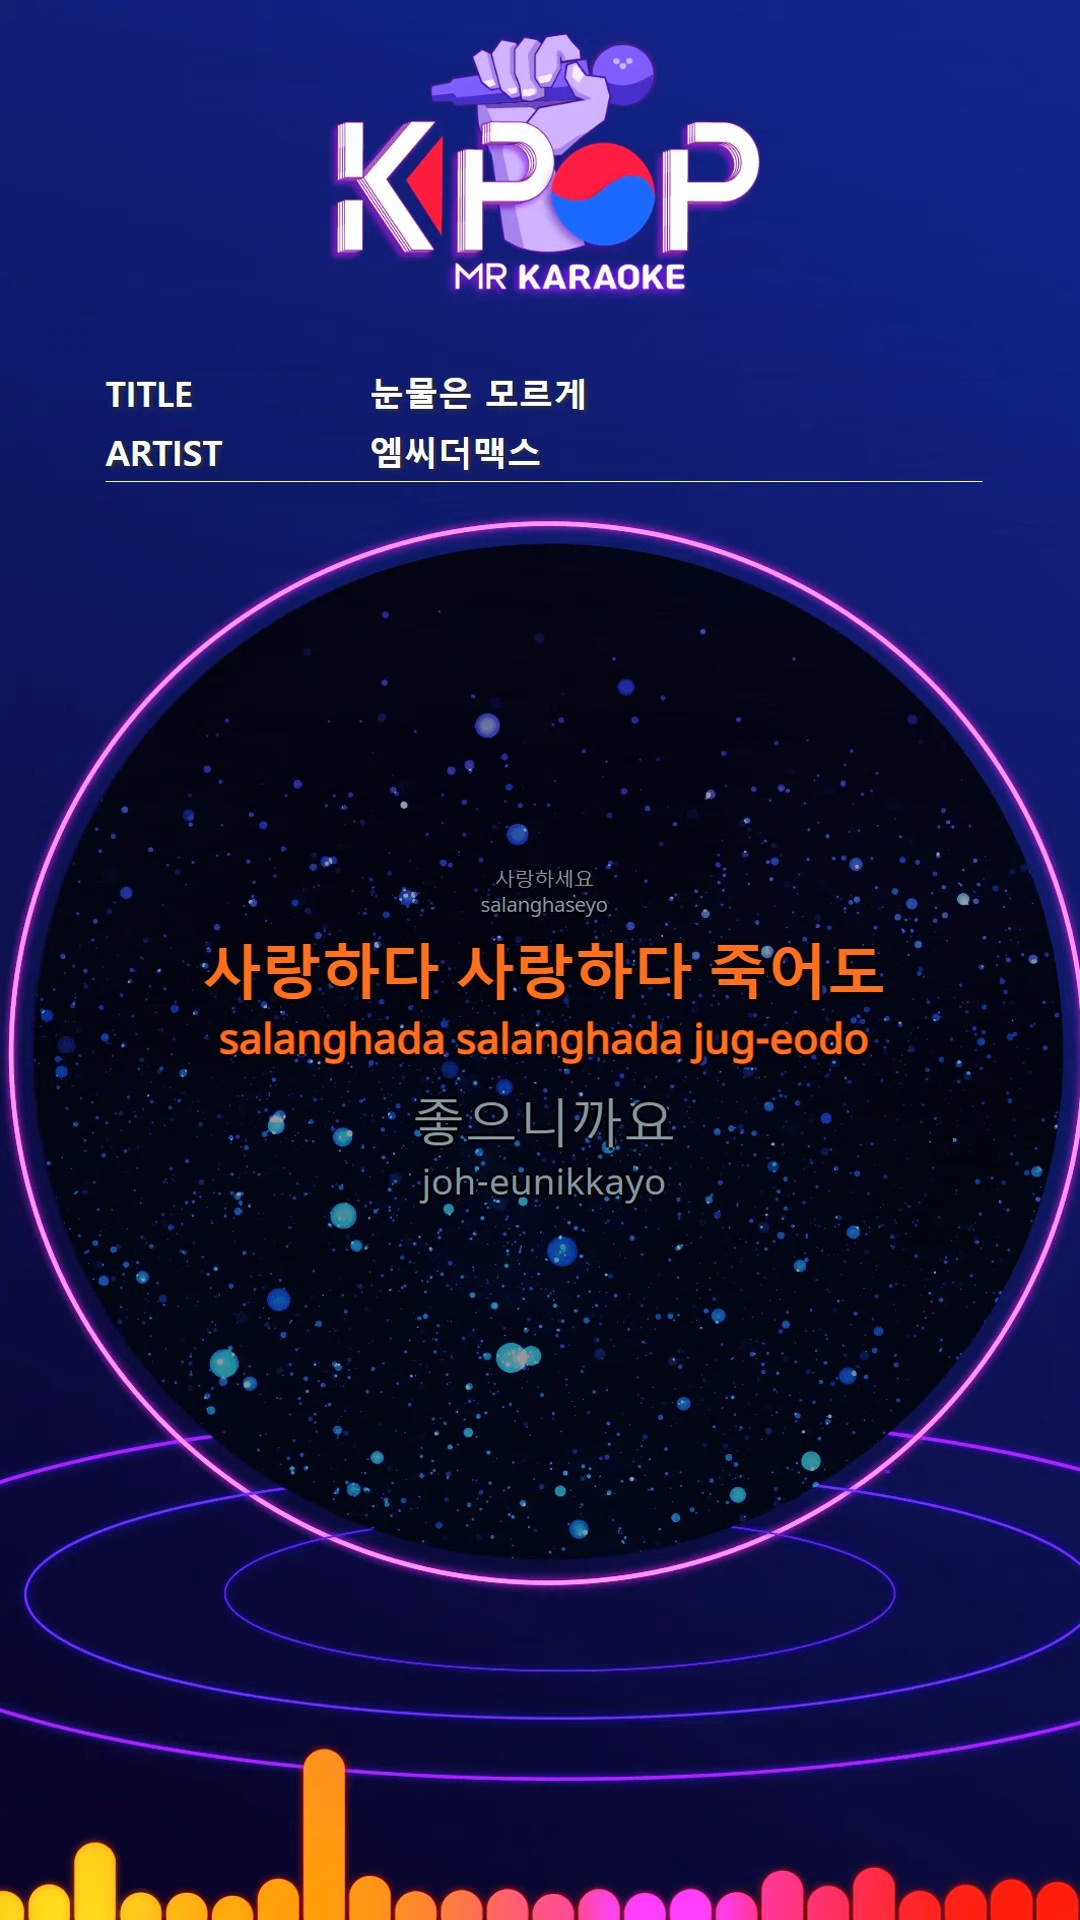 KPOP
MR KARAOKE
TITLE 눈물은 모르게
ARTIST 엠씨더맥스
사랑하세요
salanghaseyo
사랑하다 사랑하다 죽어도
salanghada salanghada jug-eodo
좋으니까요
joh-eunikkayo